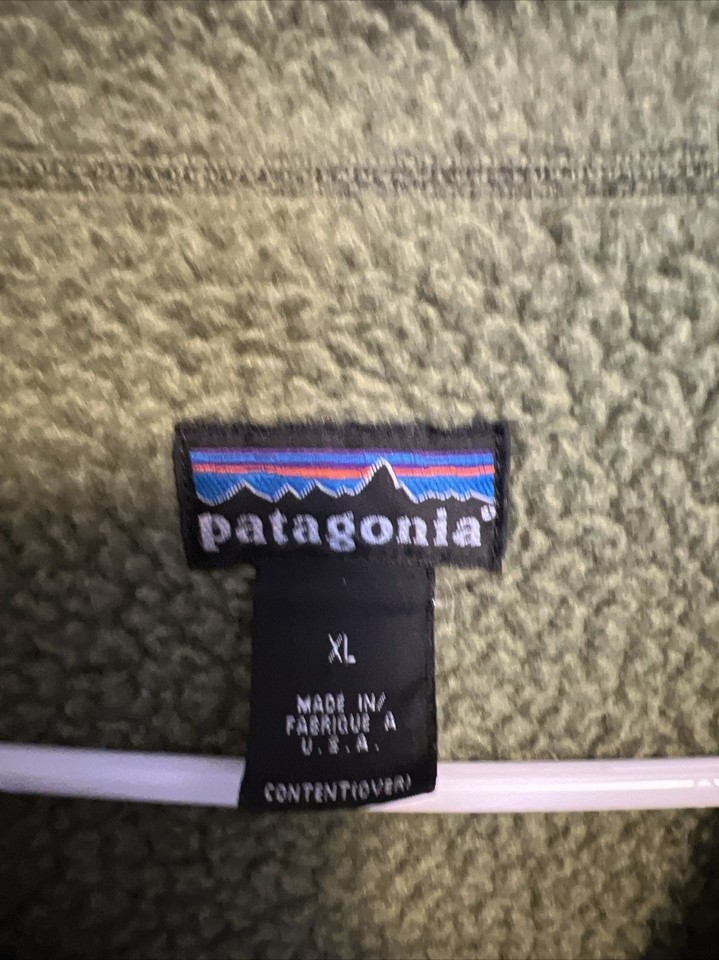 patagonia®
XL
MADE IN/
FABRIQUE A
U.S.A.
CONTENT(OVER)